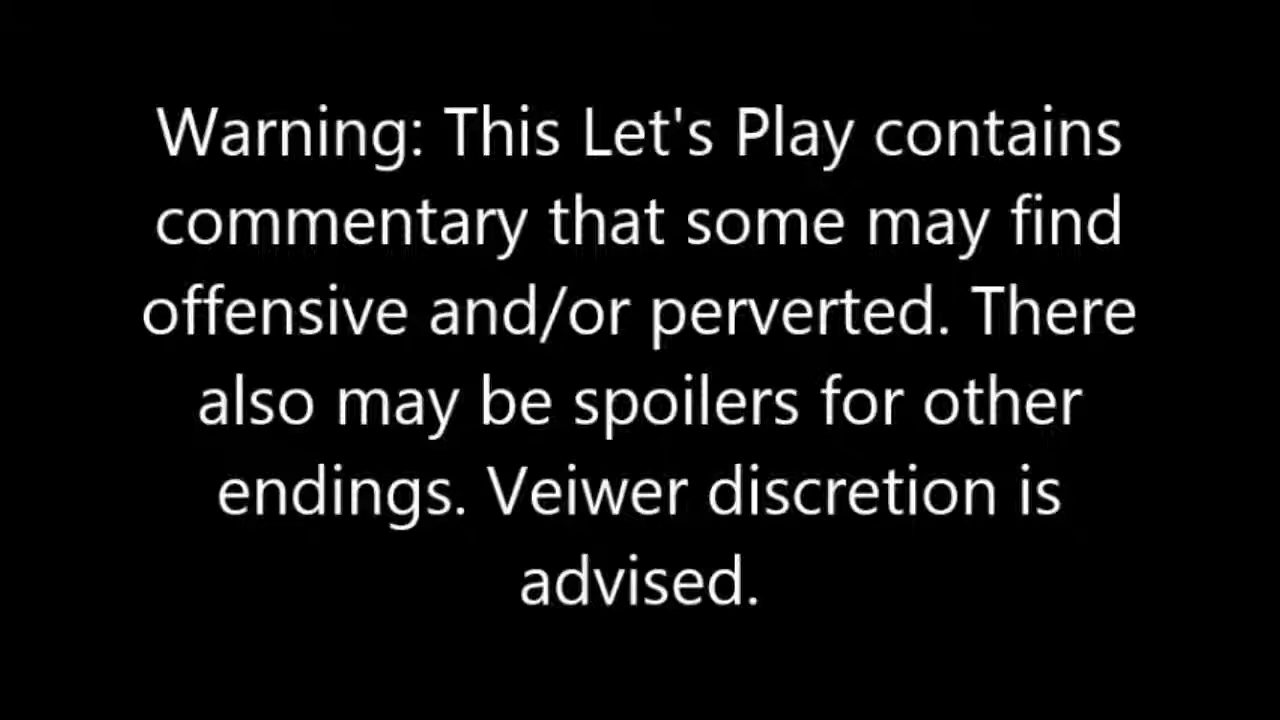 Warning: This Let's Play contains
commentary that some may find
offensive and/or perverted. There
also may be spoilers for other
endings. Veiwer discretion is
advised.